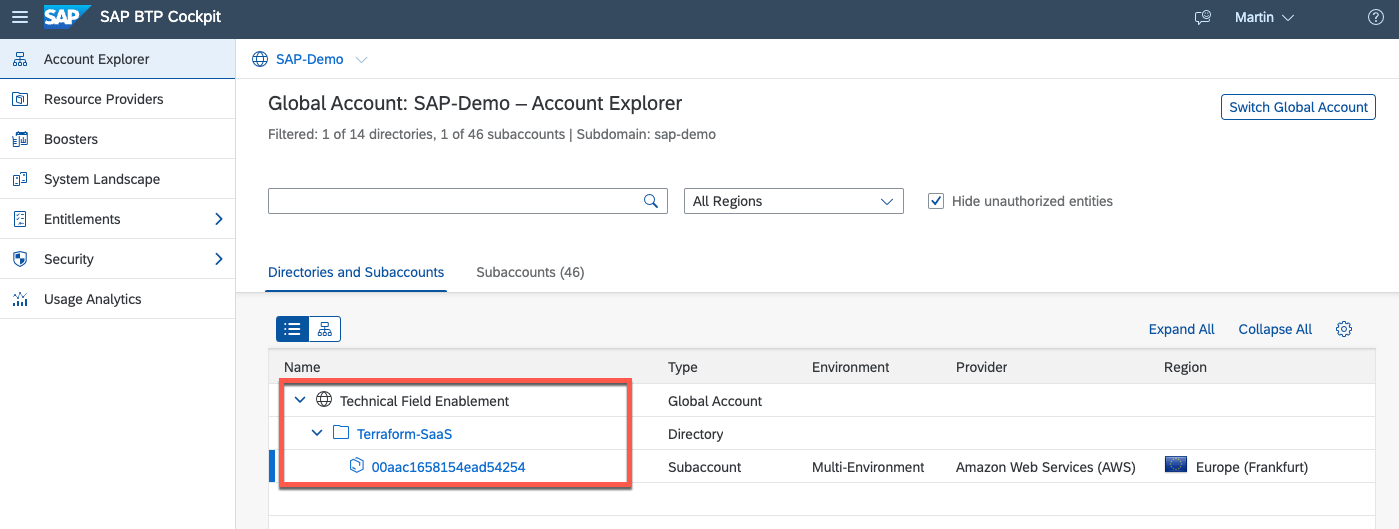 SAP SAP BTP Cockpit Martin
Account Explorer
Resource Providers
Boosters
System Landscape
Entitlements
Security
Usage Analytics
SAP-Demo
Global Account: SAP-Demo – Account Explorer
Switch Global Account
Filtered: 1 of 14 directories, 1 of 46 subaccounts | Subdomain: sap-demo
All Regions Hide unauthorized entities
Directories and Subaccounts Subaccounts (46)
Expand All Collapse All
Name Type Environment Provider Region
Technical Field Enablement Global Account
Terraform-SaaS Directory
00aac1658154ead54254 Subaccount Multi-Environment Amazon Web Services (AWS) Europe (Frankfurt)